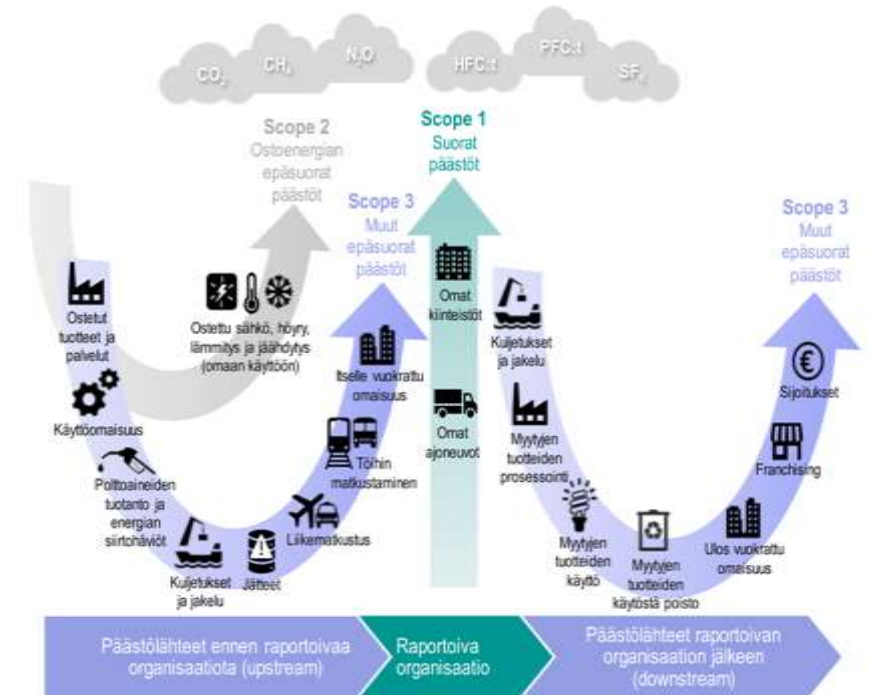 CO₂
CH₄
N₂O
HFC:t
PFC:t
SF₆
Scope 2
Ostoenergian
epäsuorat
päästöt
Scope 1
Suorat
päästöt
Scope 3
Muut
epäsuorat
päästöt
Scope 3
Muut
epäsuorat
päästöt
Ostetut
tuotteet ja
palvelut
Käyttöomaisuus
Polttoaineiden
tuotanto ja
energian
siirtohäviöt
Kuljetukset
ja jakelu
Jätteet
Liikematkustus
Töihin
matkustaminen
Itselle vuokrattu
omaisuus
Ostettu sähkö, höyry,
lämmitys ja jäähdytys
(omaan käyttöön)
Omat
kiinteistöt
Omat
ajoneuvot
Kuljetukset
ja jakelu
Myytyjen
tuotteiden
prosessointi
Myytyjen
tuotteiden
käyttö
Myytyjen
tuotteiden
käytöstä poisto
Ulos vuokrattu
omaisuus
Franchising
Sijoitukset
Päästölähteet ennen raportoivaa
organisaatiota (upstream)
Raportoiva
organisaatio
Päästölähteet raportoivan
organisaation jälkeen
(downstream)